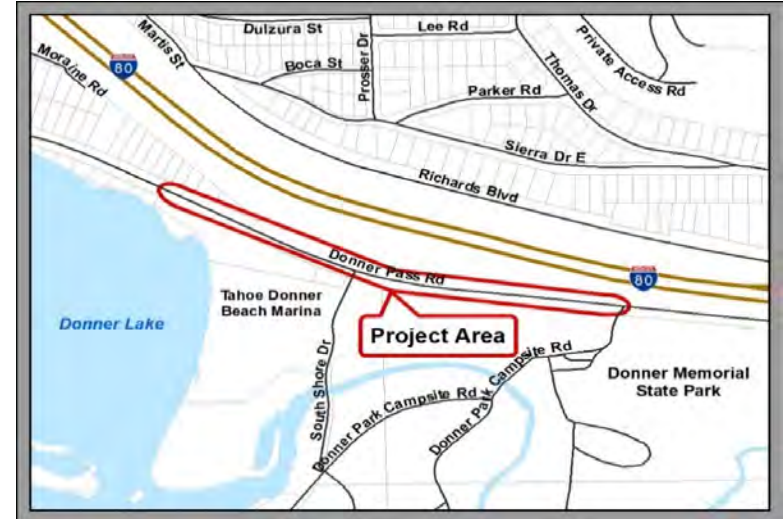 Dulzura St
Lee Rd
Martis St
Moraine Rd
80
Boca St
Prosser Dr
Parker Rd
Thomas Dr
Private Access Rd
Sierra Dr E
Richards Blvd
Donner Pass Rd
80
Tahoe Donner
Beach Marina
Donner Lake
Project Area
South Shore Dr
Donner Park Campsite Rd
Donner Park Campsite Rd
Donner Memorial
State Park